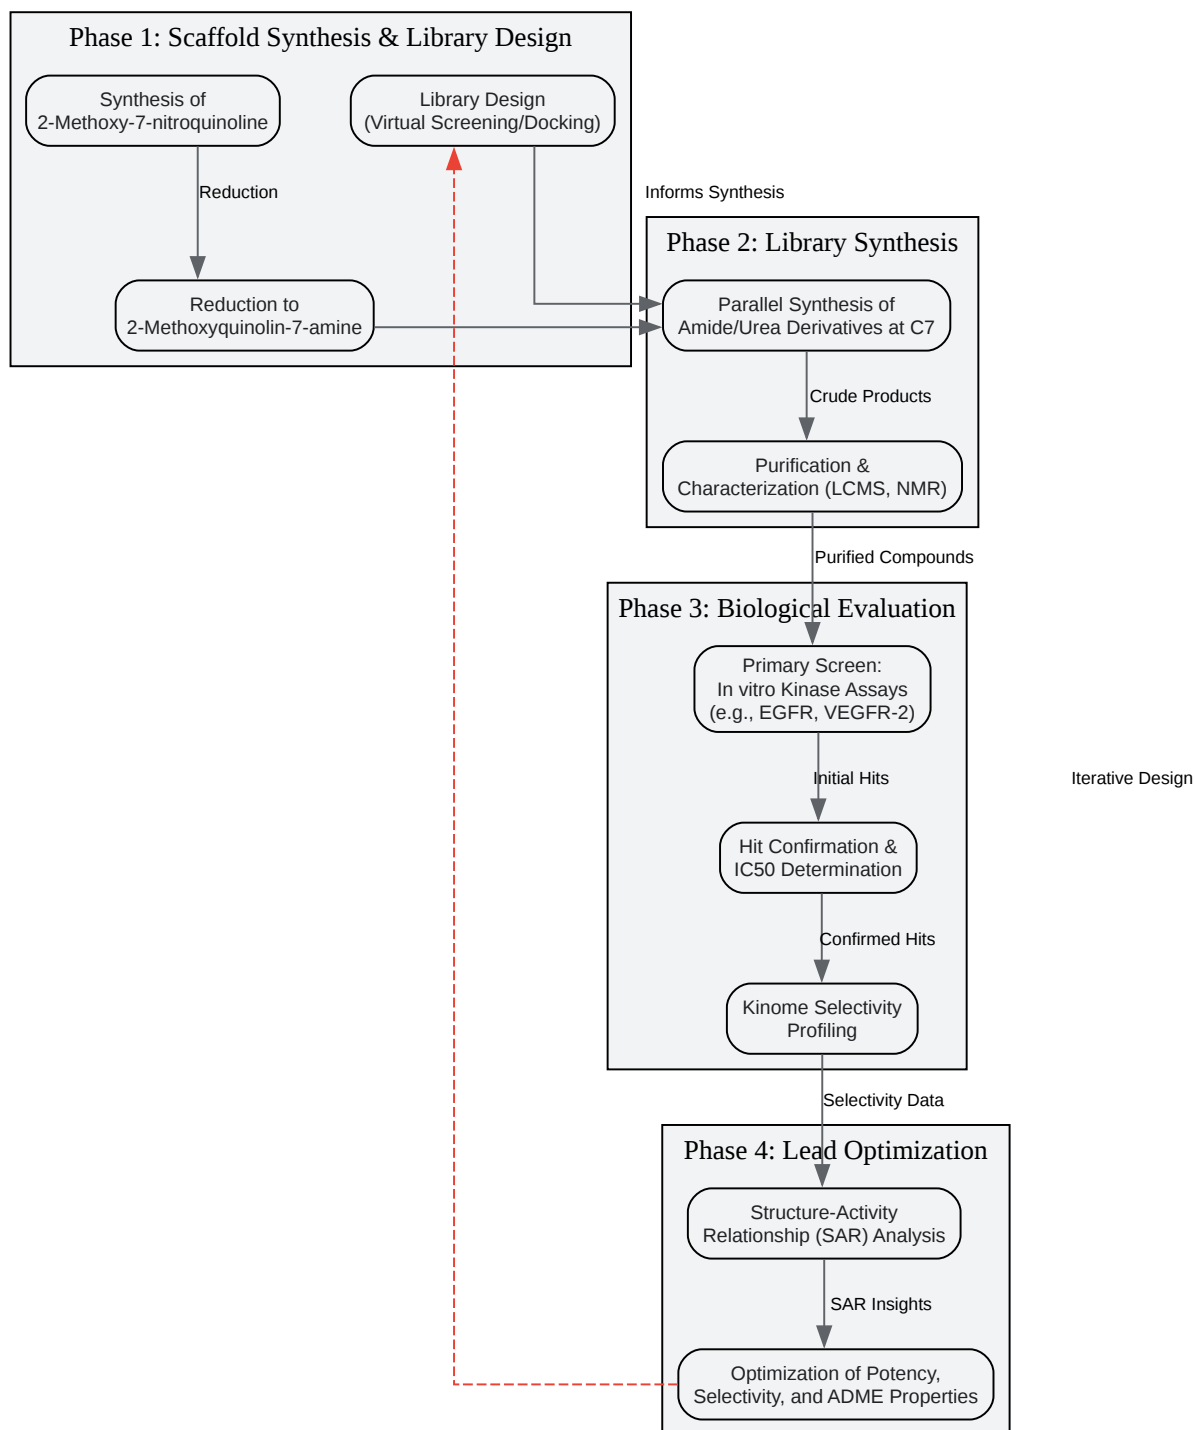 Phase 1: Scaffold Synthesis & Library Design
Synthesis of
2-Methoxy-7-nitroquinoline
Library Design
(Virtual Screening/Docking)
Reduction
Informs Synthesis
Reduction to
2-Methoxyquinolin-7-amine
Phase 2: Library Synthesis
Parallel Synthesis of
Amide/Urea Derivatives at C7
Crude Products
Purification &
Characterization (LCMS, NMR)
Purified Compounds
Phase 3: Biological Evaluation
Primary Screen:
In vitro Kinase Assays
(e.g., EGFR, VEGFR-2)
Initial Hits
Iterative Design
Hit Confirmation &
IC50 Determination
Confirmed Hits
Kinome Selectivity
Profiling
Selectivity Data
Phase 4: Lead Optimization
Structure-Activity
Relationship (SAR) Analysis
SAR Insights
Optimization of Potency,
Selectivity, and ADME Properties